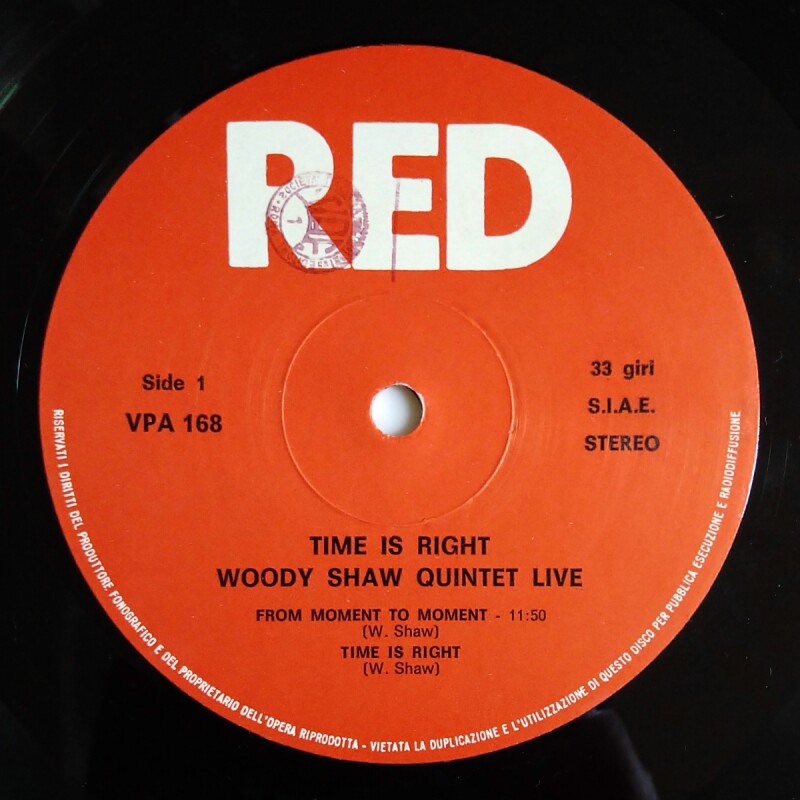 RED
Side 1
VPA 168
33 giri
S.I.A.E.
STEREO
TIME IS RIGHT
WOODY SHAW QUINTET LIVE
FROM MOMENT TO MOMENT - 11:50
(W. Shaw)
TIME IS RIGHT
(W. Shaw)
RISERVATI I DIRITTI DEL PRODUTTORE FONOGRAFICO E DEL PROPRIETARIO DELL'OPERA RIPRODOTTA - VIETATA LA DUPLICAZIONE E L'UTILIZZAZIONE DI QUESTO DISCO PER PUBBLICA ESECUZIONE E RADIODIFFUSIONE